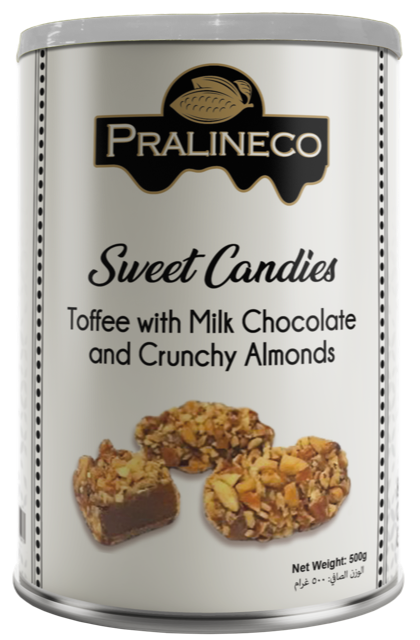 PRALINECO
Sweet Candies
Toffee with Milk Chocolate
and Crunchy Almonds
Net Weight: 500g
الوزن الصافي: ٥٠٠ غرام